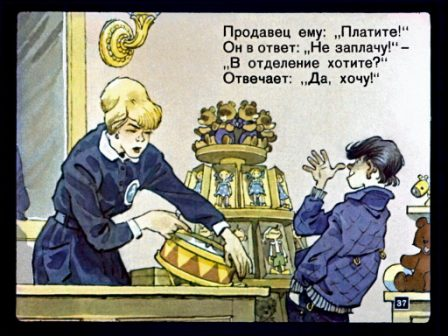 Продавец ему: „Платите!“
Он в ответ: „Не заплачу!“ –
„В отделение хотите?“
Отвечает: „Да, хочу!“
37